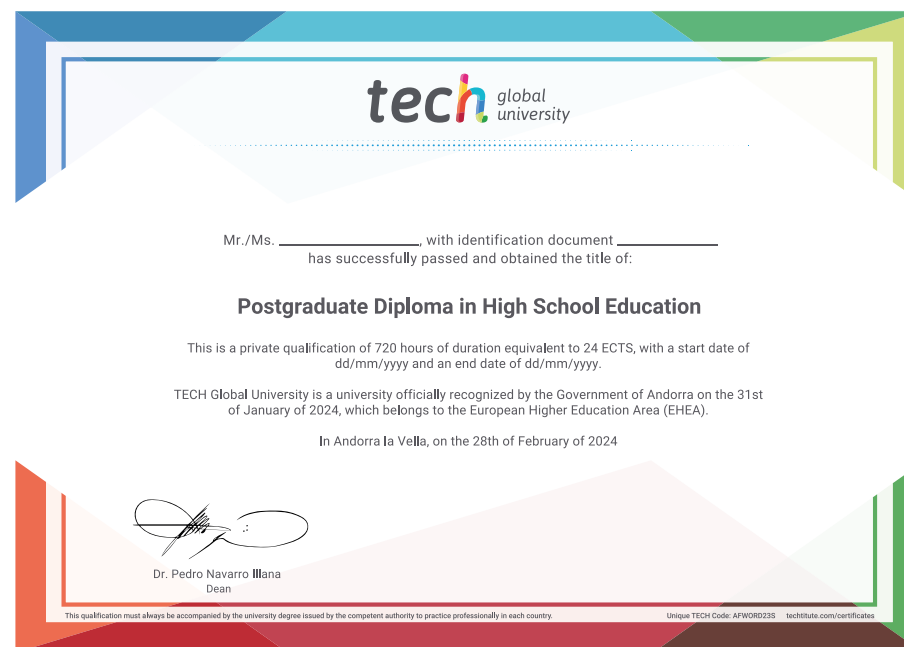 tech global university
Mr./Ms. ____________, with identification document ____________
has successfully passed and obtained the title of:
Postgraduate Diploma in High School Education
This is a private qualification of 720 hours of duration equivalent to 24 ECTS, with a start date of
dd/mm/yyyy and an end date of dd/mm/yyyy.
TECH Global University is a university officially recognized by the Government of Andorra on the 31st
of January of 2024, which belongs to the European Higher Education Area (EHEA).
In Andorra la Vella, on the 28th of February of 2024
Dr. Pedro Navarro Illana
Dean
This qualification must always be accompanied by the university degree issued by the competent authority to practice professionally in each country.
Unique TECH Code: AFWORD23S techtitute.com/certificates